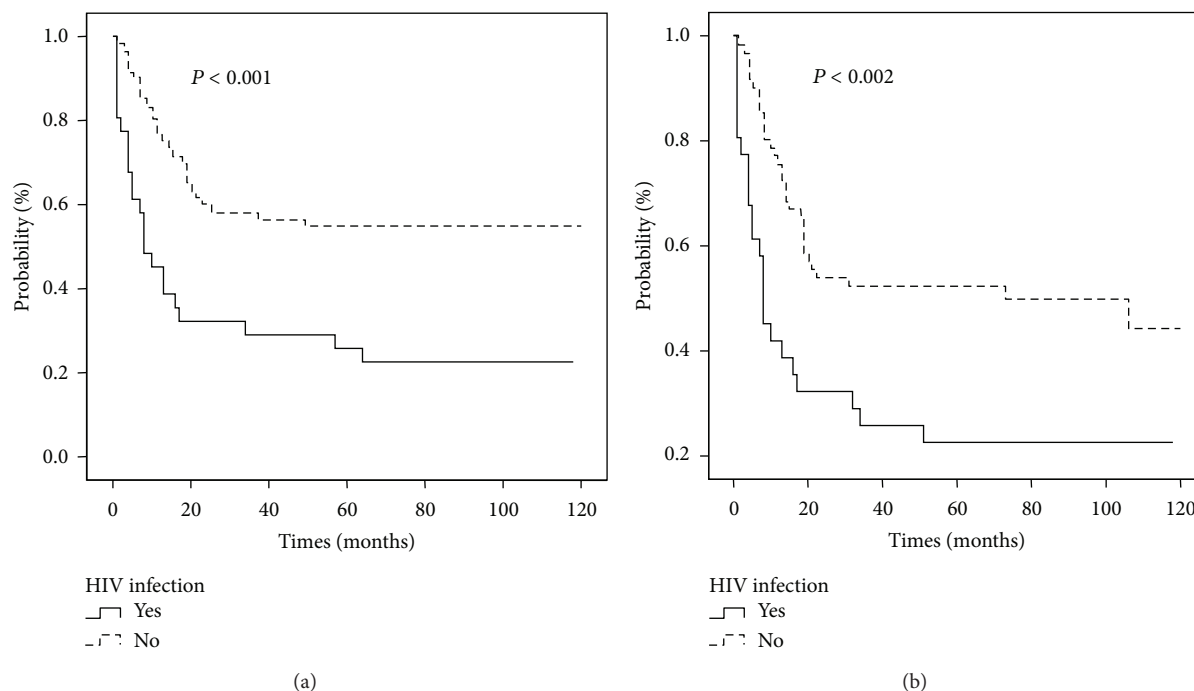 1.0
0.8
0.6
0.4
0.2
0.0
Probability (%)
P < 0.001
0 20 40 60 80 100 120
Times (months)
HIV infection
Yes
No
(a)
1.0
0.8
0.6
0.4
0.2
Probability (%)
P < 0.002
0 20 40 60 80 100 120
Times (months)
HIV infection
Yes
No
(b)